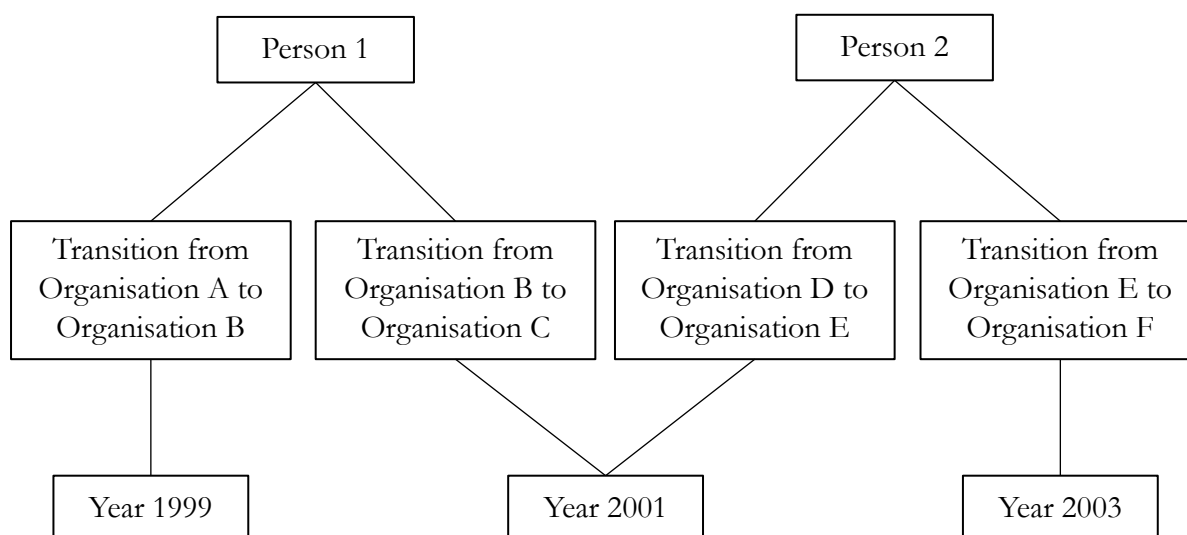 Person 1
Person 2
Transition from
Organisation A to
Organisation B
Transition from
Organisation B to
Organisation C
Transition from
Organisation D to
Organisation E
Transition from
Organisation E to
Organisation F
Year 1999
Year 2001
Year 2003